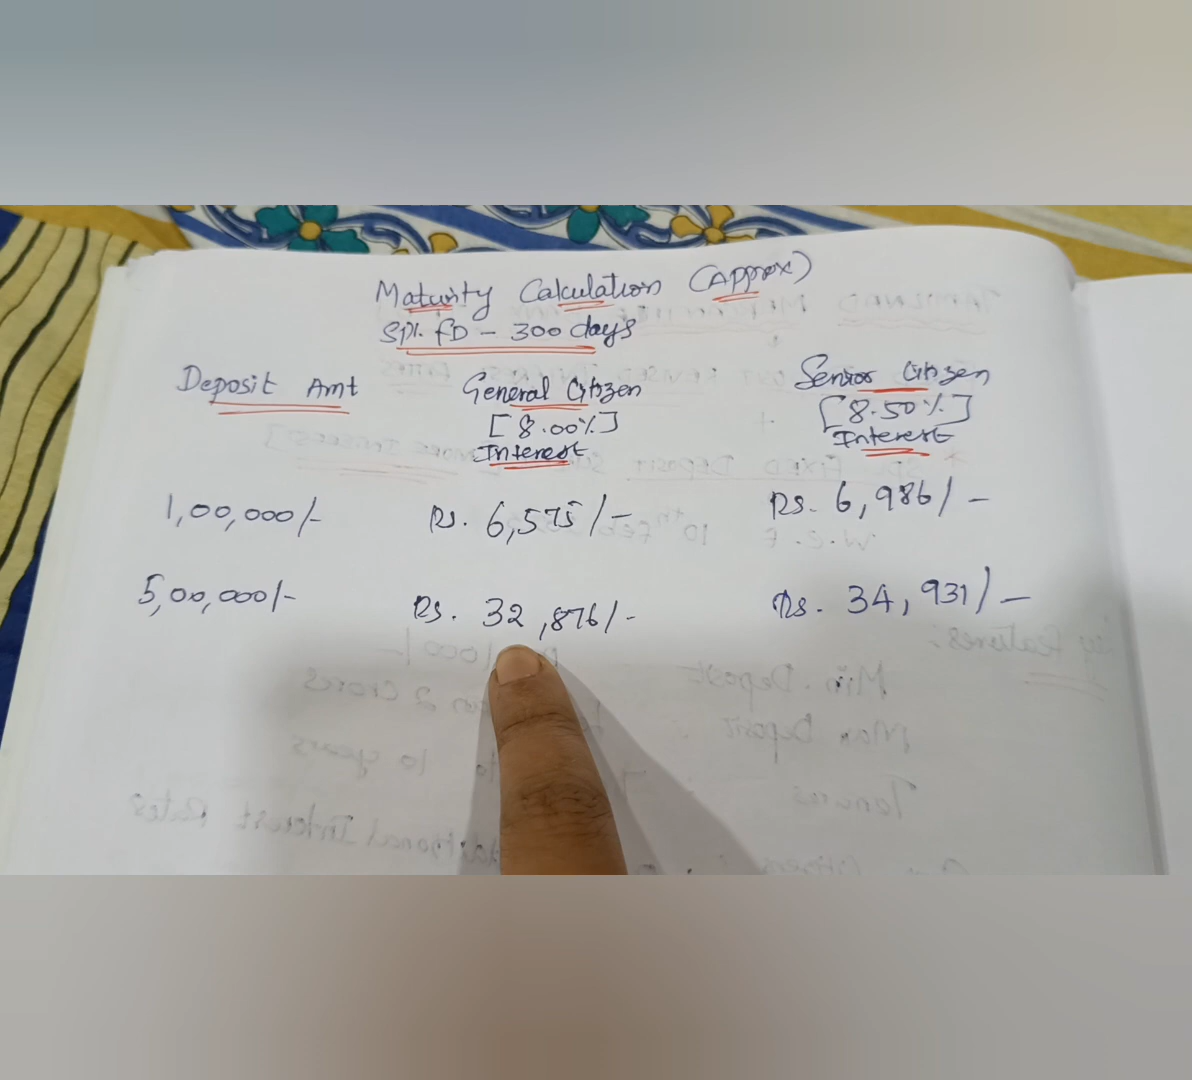 Maturity Calculation (Approx)
Spl. FD - 300 days
Deposit Amt General Citizen Senior Citizen
[8.00%] [8.50%]
Interest Interest
1,00,000/- Rs. 6,575/- Rs. 6,986/-
5,00,000/- Rs. 32,876/- Rs. 34,931/-